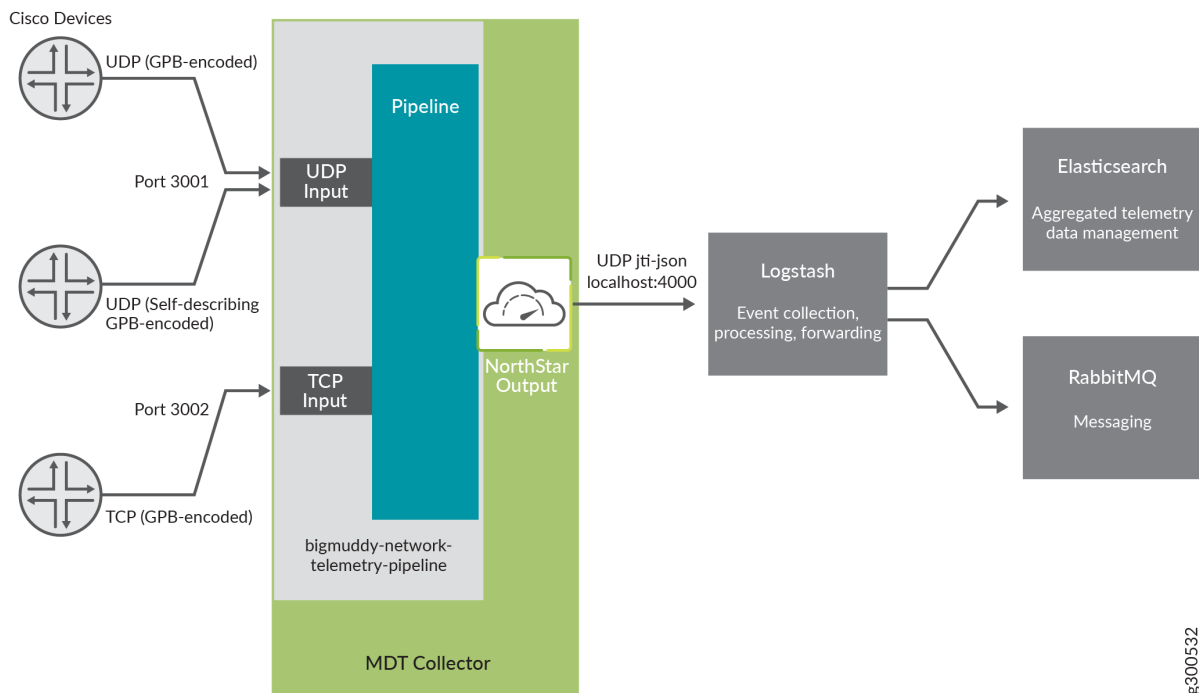 Cisco Devices
UDP (GPB-encoded)
Port 3001
UDP (Self-describing
GPB-encoded)
Port 3002
TCP (GPB-encoded)
UDP
Input
TCP
Input
Pipeline
bigmuddy-network-
telemetry-pipeline
MDT Collector
NorthStar
Output
UDP jti-json
localhost:4000
Logstash
Event collection,
processing, forwarding
Elasticsearch
Aggregated telemetry
data management
RabbitMQ
Messaging
g300532